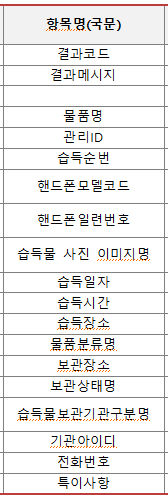 항목명(국문)
결과코드
결과메시지
물품명
관리ID
습득순번
핸드폰모델코드
핸드폰일련번호
습득물 사진 이미지명
습득일자
습득시간
습득장소
물품분류명
보관장소
보관상태명
습득물보관기관구분명
기관아이디
전화번호
특이사항